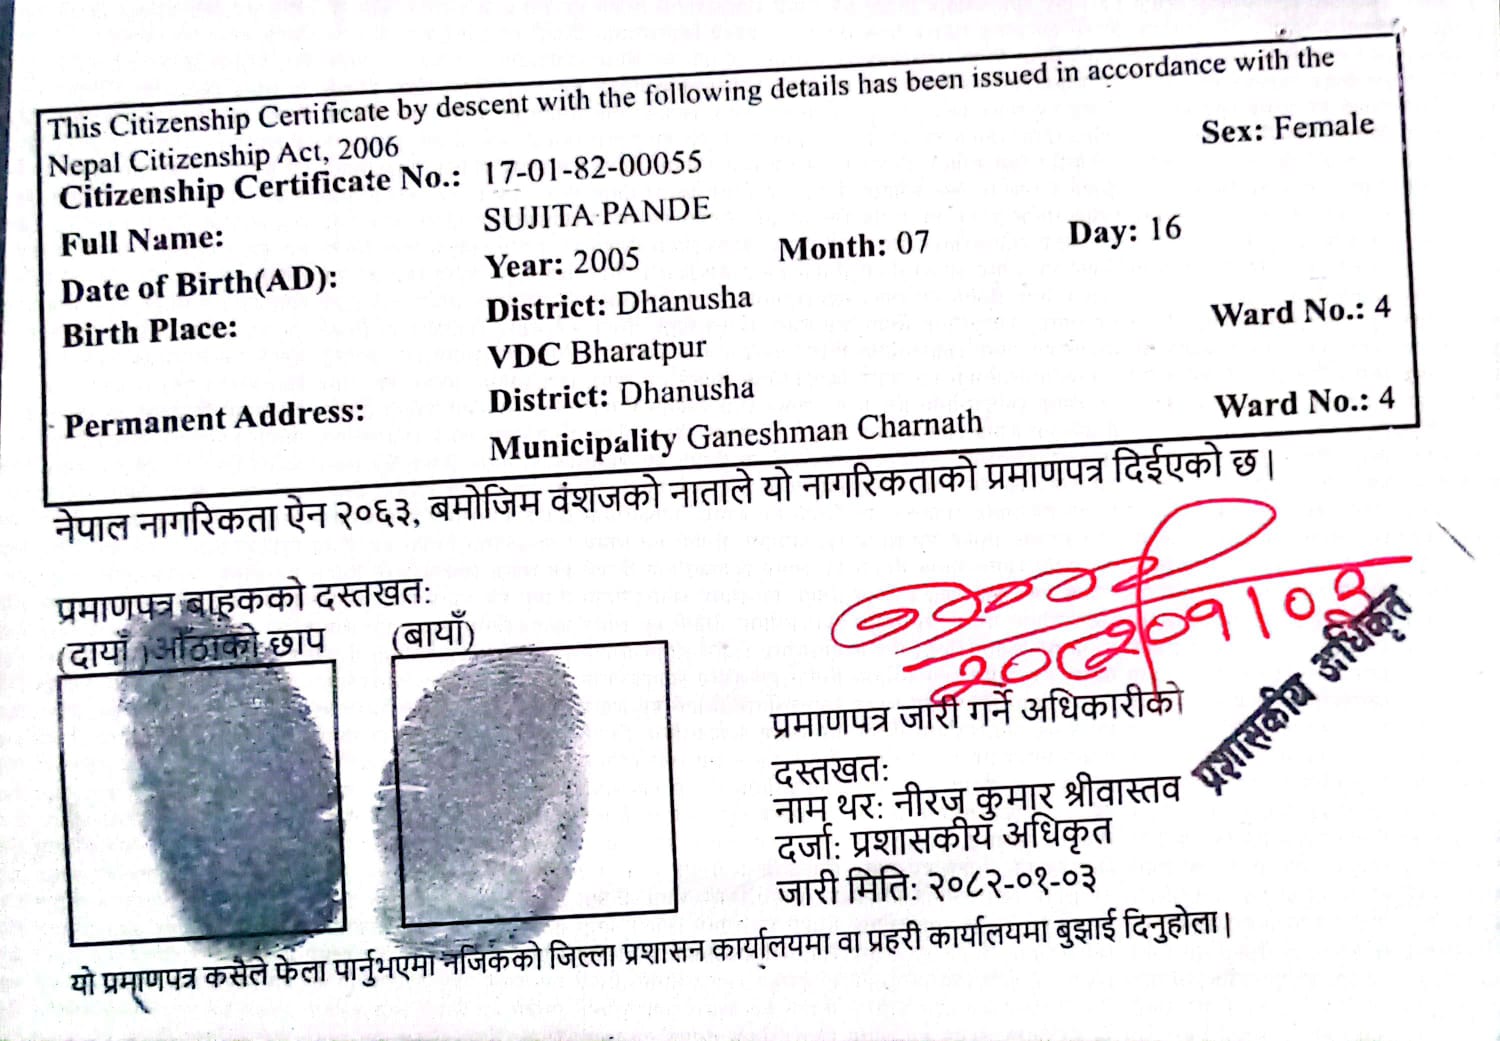 This Citizenship Certificate by descent with the following details has been issued in accordance with the
Nepal Citizenship Act, 2006
Sex: Female
Citizenship Certificate No.: 17-01-82-00055
Full Name: SUJITA PANDE
Date of Birth(AD): Year: 2005 Month: 07 Day: 16
Birth Place: District: Dhanusha
VDC Bharatpur Ward No.: 4
Permanent Address: District: Dhanusha
Municipality Ganeshman Charnath Ward No.: 4
नेपाल नागरिकता ऐन २०६३, बमोजिम वंशजको नाताले यो नागरिकताको प्रमाणपत्र दिईएको छ।
प्रमाणपत्र बाहकको दस्तखत:
(दायाँ)औंठाको छाप (बायाँ)
२०८२।०१।०३
प्रशासकीय अधिकृत
प्रमाणपत्र जारी गर्ने अधिकारीको
दस्तखत:
नाम थर: नीरज कुमार श्रीवास्तव
दर्जा: प्रशासकीय अधिकृत
जारी मिति: २०८२-०१-०३
यो प्रमाणपत्र कसैले फेला पार्नुभएमा नजिकको जिल्ला प्रशासन कार्यालयमा वा प्रहरी कार्यालयमा बुझाई दिनुहोला।